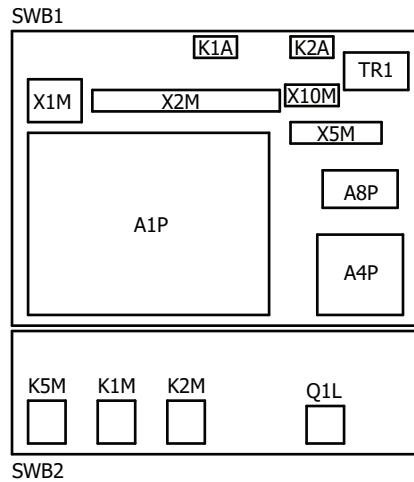 SWB1
K1A K2A
TR1
X1M X2M X10M
X5M
A8P
A1P
A4P
K5M K1M K2M Q1L
SWB2